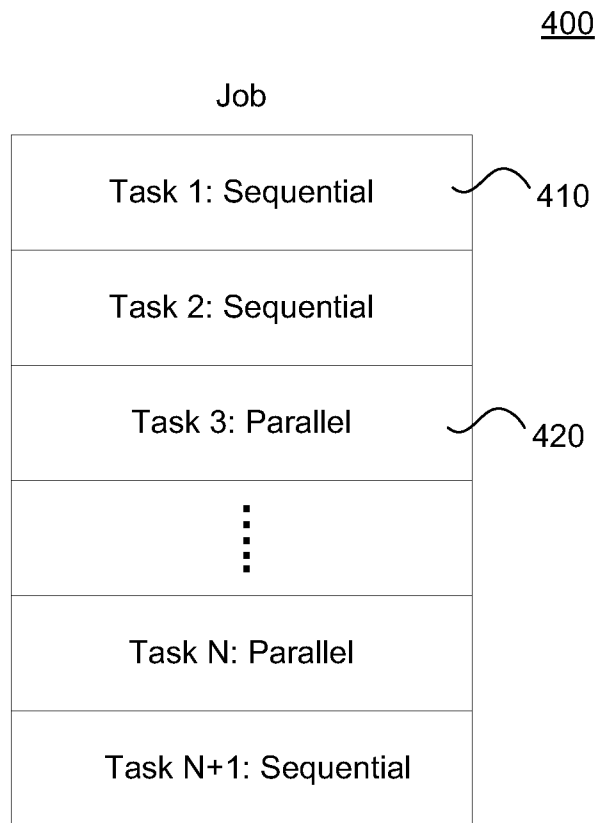 400
Job
Task 1: Sequential
410
Task 2: Sequential
Task 3: Parallel
420
Task N: Parallel
Task N+1: Sequential